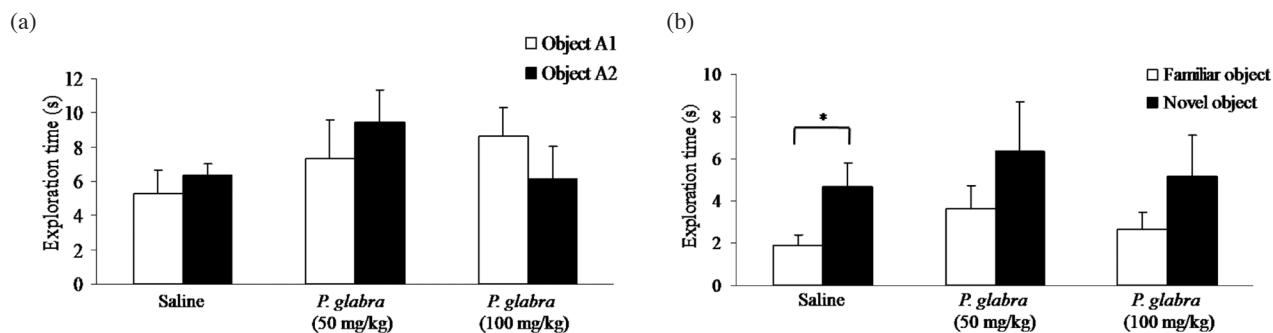 (a)
Object A1
Object A2
12
10
8
6
4
2
0
Exploration time (s)
Saline
P. glabra
(50 mg/kg)
P. glabra
(100 mg/kg)
(b)
Familiar object
Novel object
10
8
6
4
2
0
Exploration time (s)
*
Saline
P. glabra
(50 mg/kg)
P. glabra
(100 mg/kg)